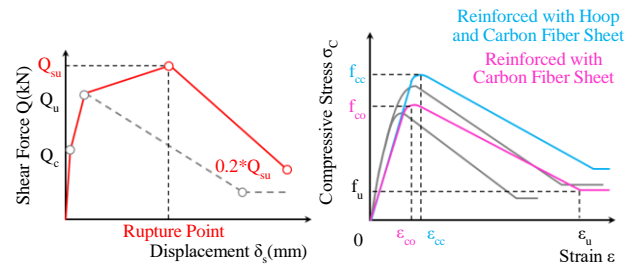 Shear Force Q(kN)
Q_su
Q_u
Q_c
0.2*Q_su
Rupture Point
Displacement δ_s(mm)
Reinforced with Hoop
and Carbon Fiber Sheet
Reinforced with
Carbon Fiber Sheet
Compressive Stress σ_C
f_cc
f_co
f_u
0
ε_co
ε_cc
ε_u
Strain ε